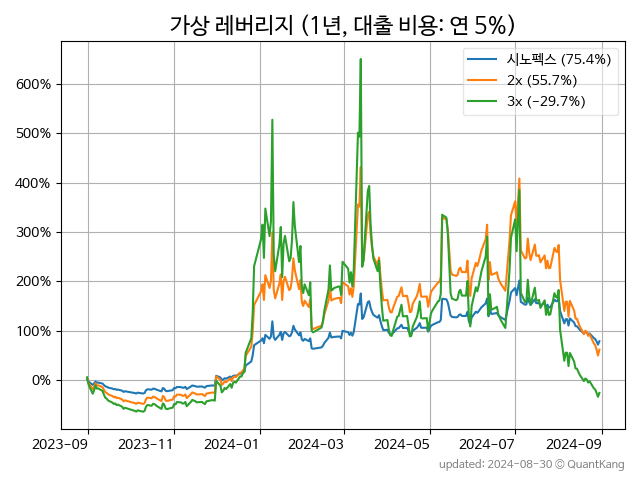 가상 레버리지 (1년, 대출 비용: 연 5%)
시노펙스 (75.4%)
2x (55.7%)
3x (-29.7%)
600%
500%
400%
300%
200%
100%
0%
2023-09
2023-11
2024-01
2024-03
2024-05
2024-07
2024-09
updated: 2024-08-30 © QuantKang